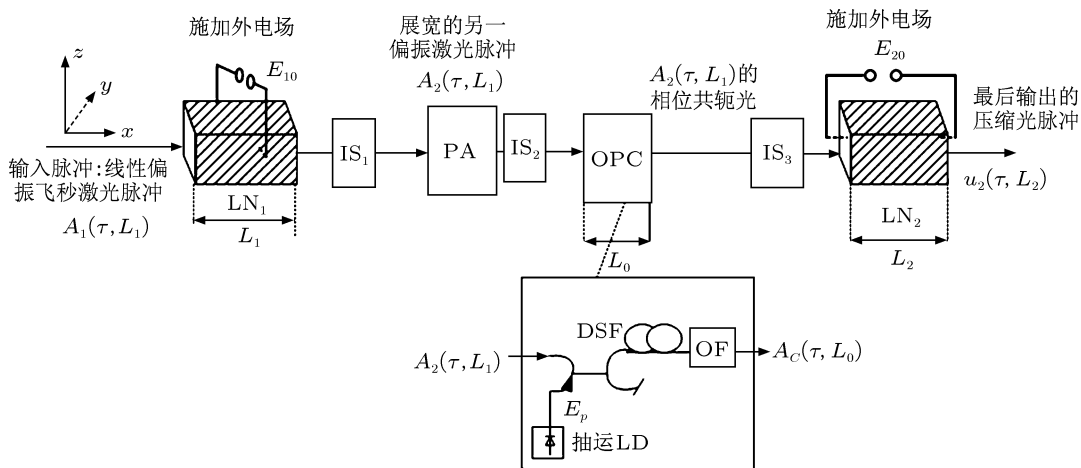 施加外电场
E10
z
y
x
展宽的另一
偏振激光脉冲
A2(τ, L1)
A2(τ, L1)的
相位共轭光
施加外电场
E20
最后输出的
压缩光脉冲
u2(τ, L2)
输入脉冲:线性偏
振飞秒激光脉冲
A1(τ, L1)
LN1
L1
IS1
PA
IS2
OPC
L0
IS3
LN2
L2
DSF
OF
A2(τ, L1)
AC(τ, L0)
Ep
抽运LD